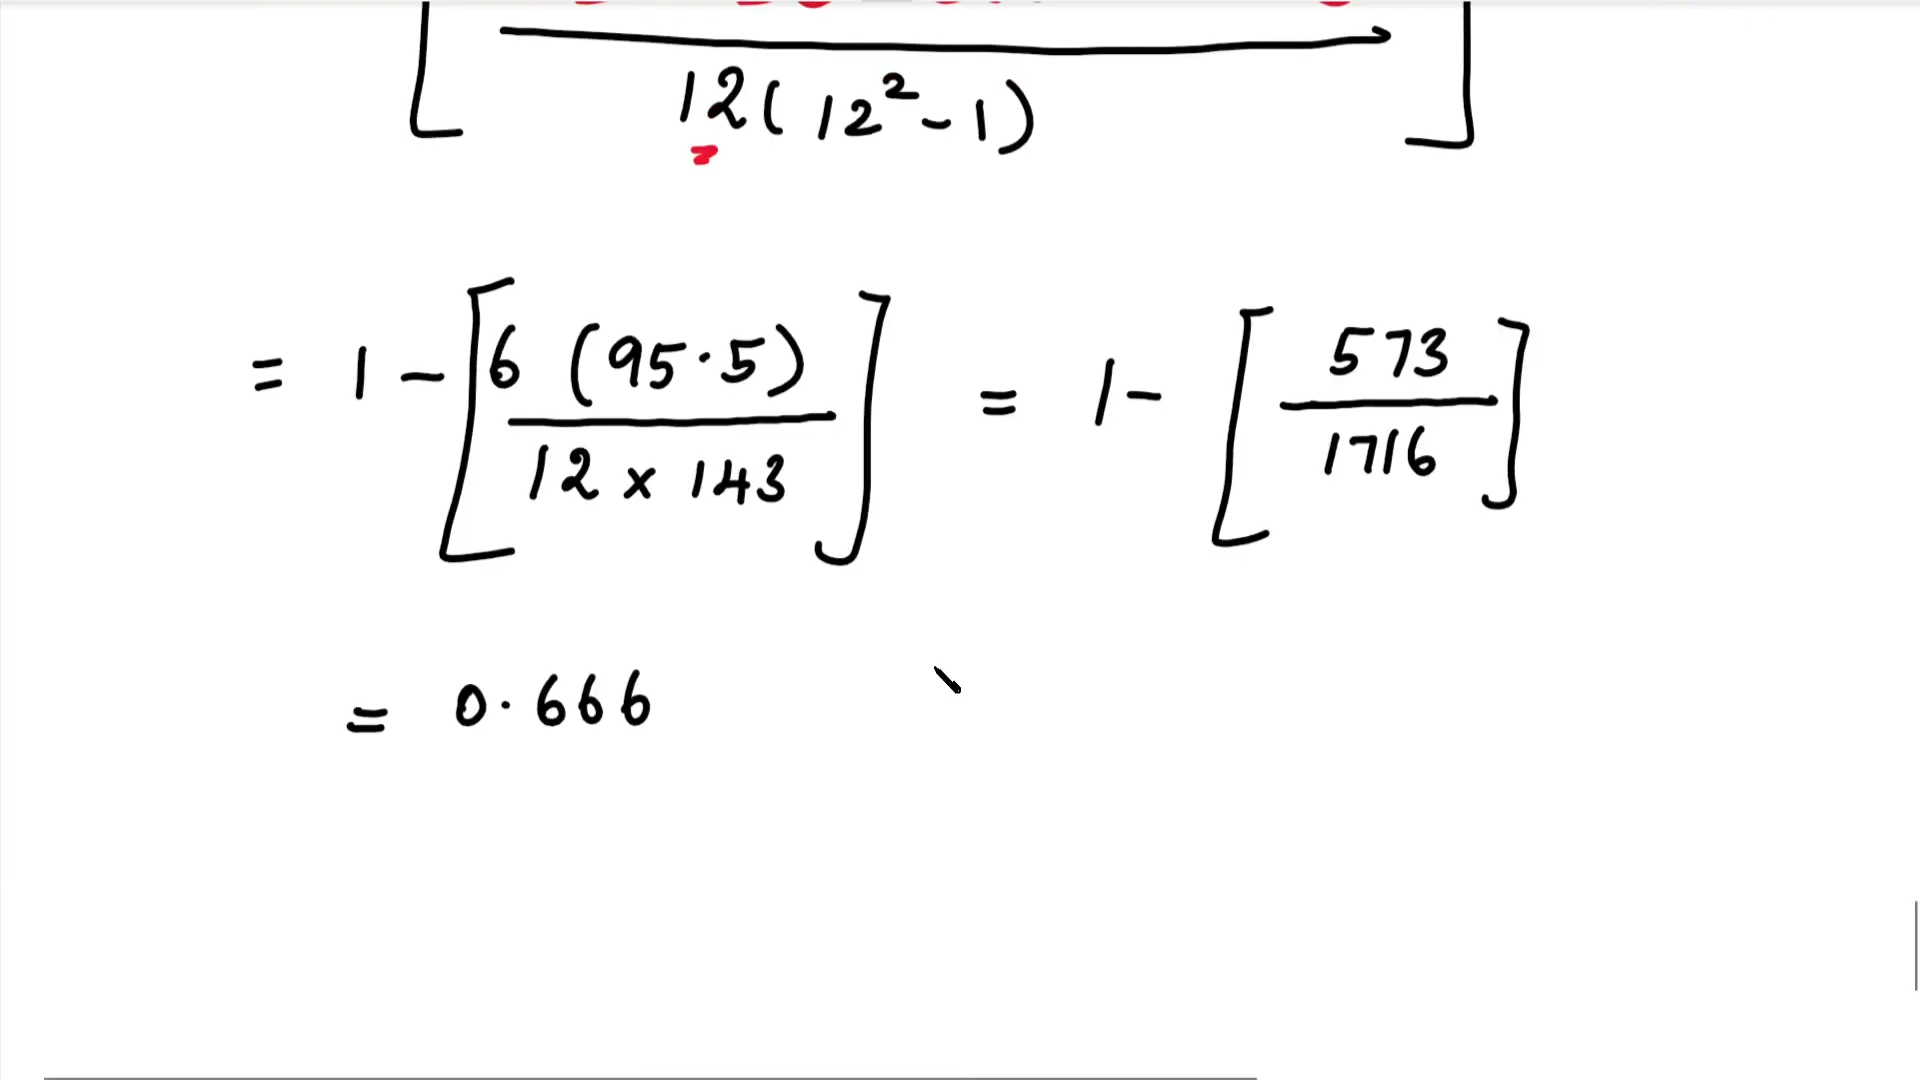 12(12²-1)
= 1 - [6 (95.5) / 12 x 143] = 1 - [573 / 1716]
= 0.666